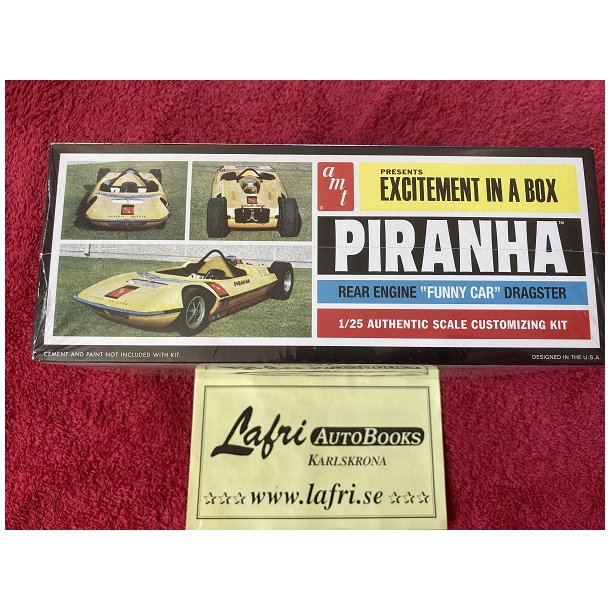 amt
®
PRESENTS
EXCITEMENT IN A BOX
PIRANHA™
REAR ENGINE "FUNNY CAR" DRAGSTER
1/25 AUTHENTIC SCALE CUSTOMIZING KIT
PIRANHA
CEMENT AND PAINT NOT INCLUDED WITH KIT.
DESIGNED IN THE U.S.A.
Lafri AUTOBOOKS
KARLSKRONA
☆☆☆ www.lafri.se ☆☆☆